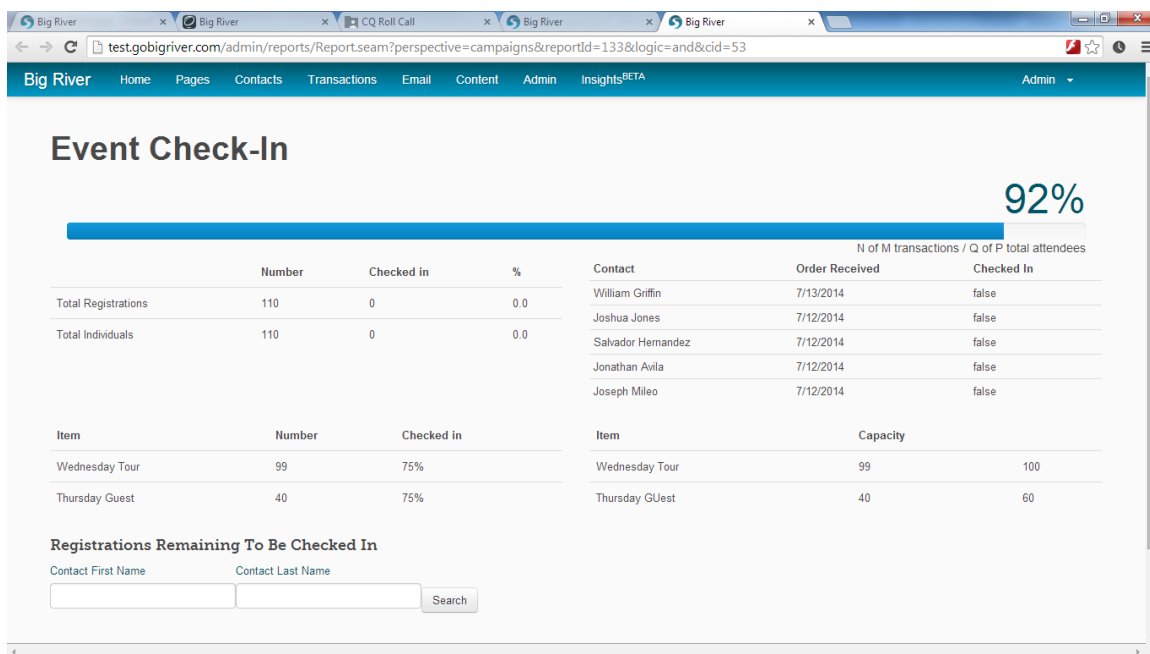 Big River
Big River
CQ Roll Call
Big River
Big River
test.gobigriver.com/admin/reports/Report.seam?perspective=campaigns&reportId=133&logic=and&cid=53
Big River Home Pages Contacts Transactions Email Content Admin InsightsBETA Admin
Event Check-In
92%
N of M transactions / Q of P total attendees
Number Checked in %
Total Registrations 110 0 0.0
Total Individuals 110 0 0.0
Contact Order Received Checked In
William Griffin 7/13/2014 false
Joshua Jones 7/12/2014 false
Salvador Hernandez 7/12/2014 false
Jonathan Avila 7/12/2014 false
Joseph Mileo 7/12/2014 false
Item Number Checked in
Wednesday Tour 99 75%
Thursday Guest 40 75%
Item Capacity
Wednesday Tour 99 100
Thursday GUest 40 60
Registrations Remaining To Be Checked In
Contact First Name Contact Last Name
Search